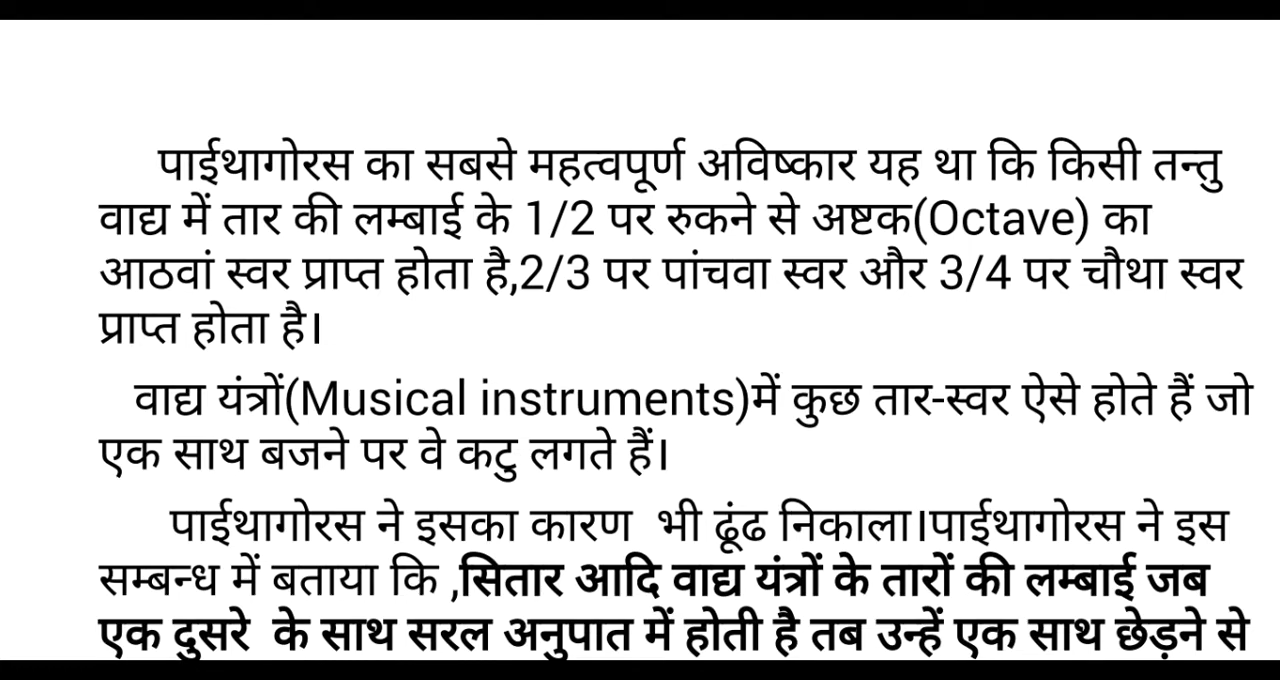 पाईथागोरस का सबसे महत्वपूर्ण अविष्कार यह था कि किसी तन्तु
वाद्य में तार की लम्बाई के 1/2 पर रुकने से अष्टक(Octave) का
आठवां स्वर प्राप्त होता है,2/3 पर पांचवा स्वर और 3/4 पर चौथा स्वर
प्राप्त होता है।
वाद्य यंत्रों(Musical instruments)में कुछ तार-स्वर ऐसे होते हैं जो
एक साथ बजने पर वे कटु लगते हैं।
पाईथागोरस ने इसका कारण  भी ढूंढ निकाला।पाईथागोरस ने इस
सम्बन्ध में बताया कि ,सितार आदि वाद्य यंत्रों के तारों की लम्बाई जब
एक दुसरे  के साथ सरल अनुपात में होती है तब उन्हें एक साथ छेड़ने से